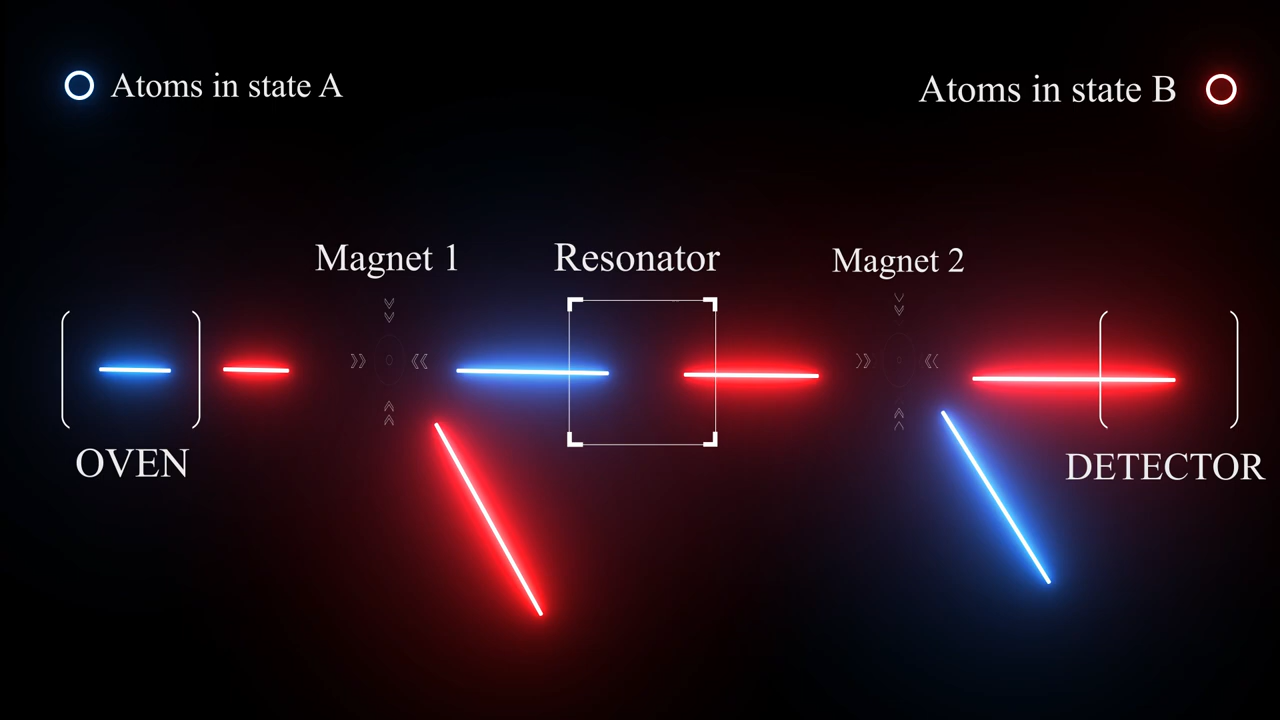 Atoms in state A
Atoms in state B
Magnet 1
Resonator
Magnet 2
OVEN
DETECTOR